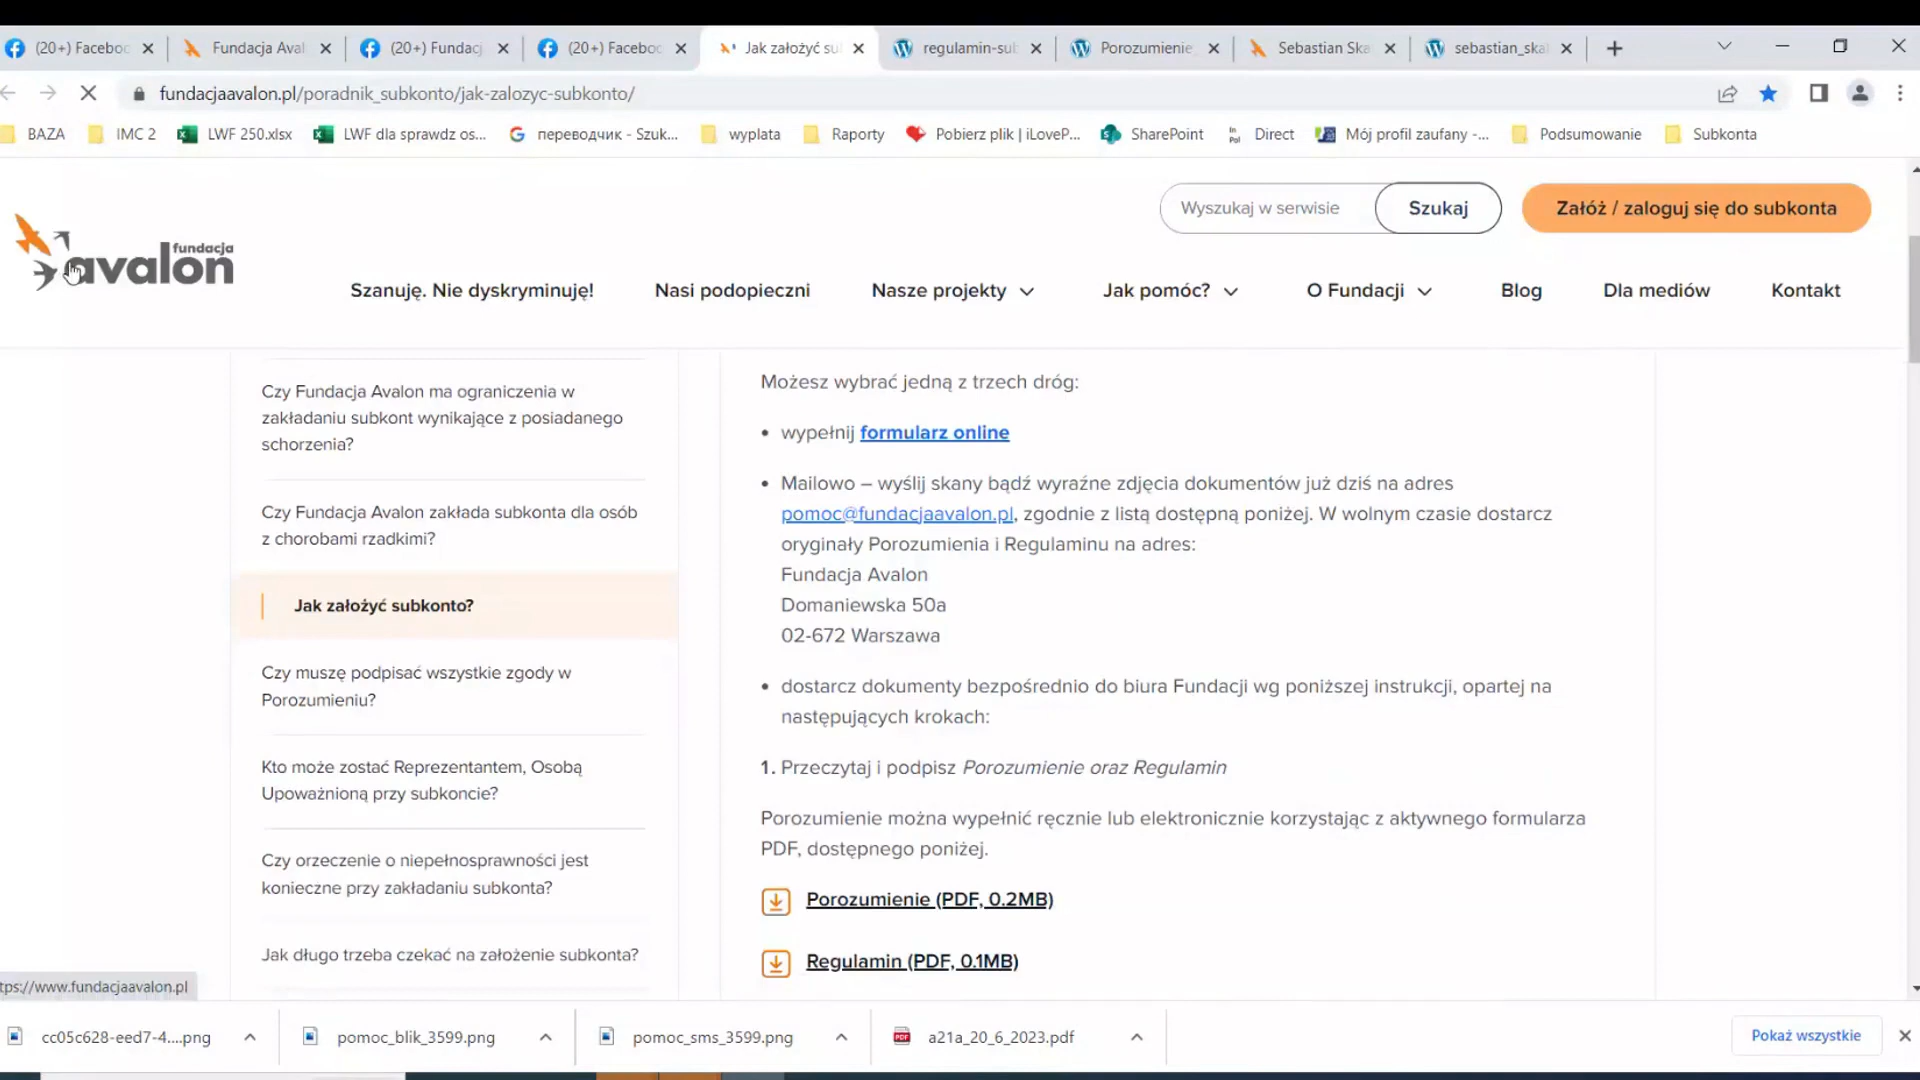 (20+) Faceboc
Fundacja Aval
(20+) Fundacj
(20+) Faceboc
Jak założyć sul
regulamin-sub
Porozumienie_
Sebastian Ska
sebastian_skal
fundacjaavalon.pl/poradnik_subkonto/jak-zalozyc-subkonto/
BAZA
IMC 2
LWF 250.xlsx
LWF dla sprawdz os...
переводчик - Szuk...
wyplata
Raporty
Pobierz plik | iLoveP...
SharePoint
Direct
Mój profil zaufany -...
Podsumowanie
Subkonta
Wyszukaj w serwisie
Szukaj
Załóż / zaloguj się do subkonta
fundacja
avalon
Szanuję. Nie dyskryminuję!
Nasi podopieczni
Nasze projekty
Jak pomóc?
O Fundacji
Blog
Dla mediów
Kontakt
Czy Fundacja Avalon ma ograniczenia w
zakładaniu subkont wynikające z posiadanego
schorzenia?
Czy Fundacja Avalon zakłada subkonta dla osób
z chorobami rzadkimi?
Jak założyć subkonto?
Czy muszę podpisać wszystkie zgody w
Porozumieniu?
Kto może zostać Reprezentantem, Osobą
Upoważnioną przy subkoncie?
Czy orzeczenie o niepełnosprawności jest
konieczne przy zakładaniu subkonta?
Jak długo trzeba czekać na założenie subkonta?
Możesz wybrać jedną z trzech dróg:
• wypełnij formularz online
• Mailowo – wyślij skany bądź wyraźne zdjęcia dokumentów już dziś na adres
pomoc@fundacjaavalon.pl, zgodnie z listą dostępną poniżej. W wolnym czasie dostarcz
oryginały Porozumienia i Regulaminu na adres:
Fundacja Avalon
Domaniewska 50a
02-672 Warszawa
• dostarcz dokumenty bezpośrednio do biura Fundacji wg poniższej instrukcji, opartej na
następujących krokach:
1. Przeczytaj i podpisz Porozumienie oraz Regulamin
Porozumienie można wypełnić ręcznie lub elektronicznie korzystając z aktywnego formularza
PDF, dostępnego poniżej.
Porozumienie (PDF, 0.2MB)
Regulamin (PDF, 0.1MB)
tps://www.fundacjaavalon.pl
cc05c628-eed7-4....png
pomoc_blik_3599.png
pomoc_sms_3599.png
a21a_20_6_2023.pdf
Pokaż wszystkie